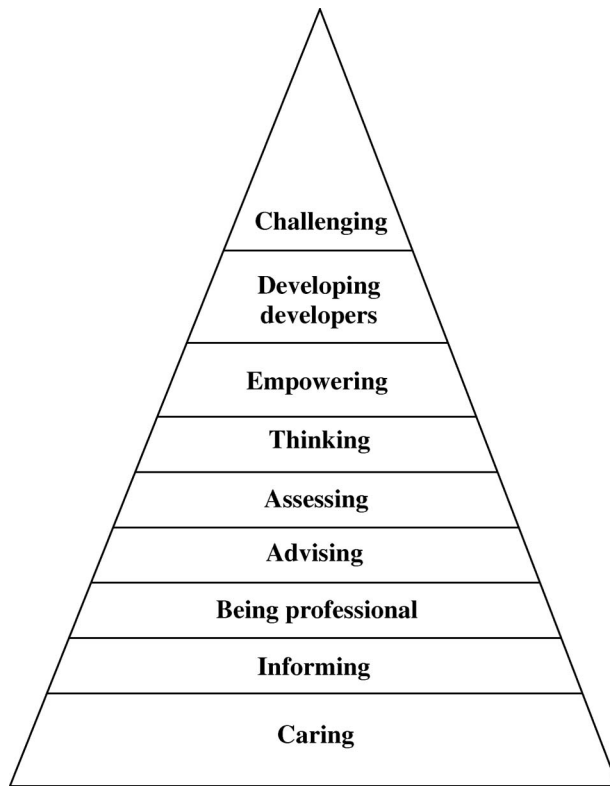 Challenging
Developing
developers
Empowering
Thinking
Assessing
Advising
Being professional
Informing
Caring